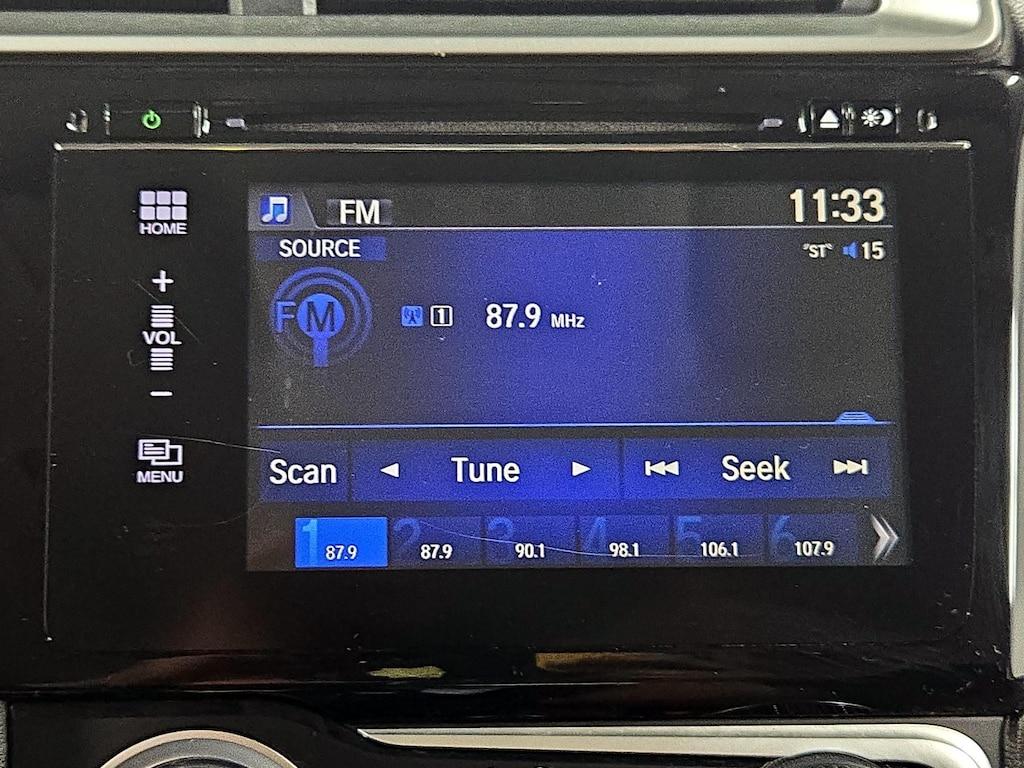 HOME
+
VOL
−
MENU
FM
11:33
SOURCE
ST 15
FM
1 87.9 MHz
Scan
◄ Tune ►
Seek
1 87.9
2 87.9
3 90.1
4 98.1
5 106.1
6 107.9